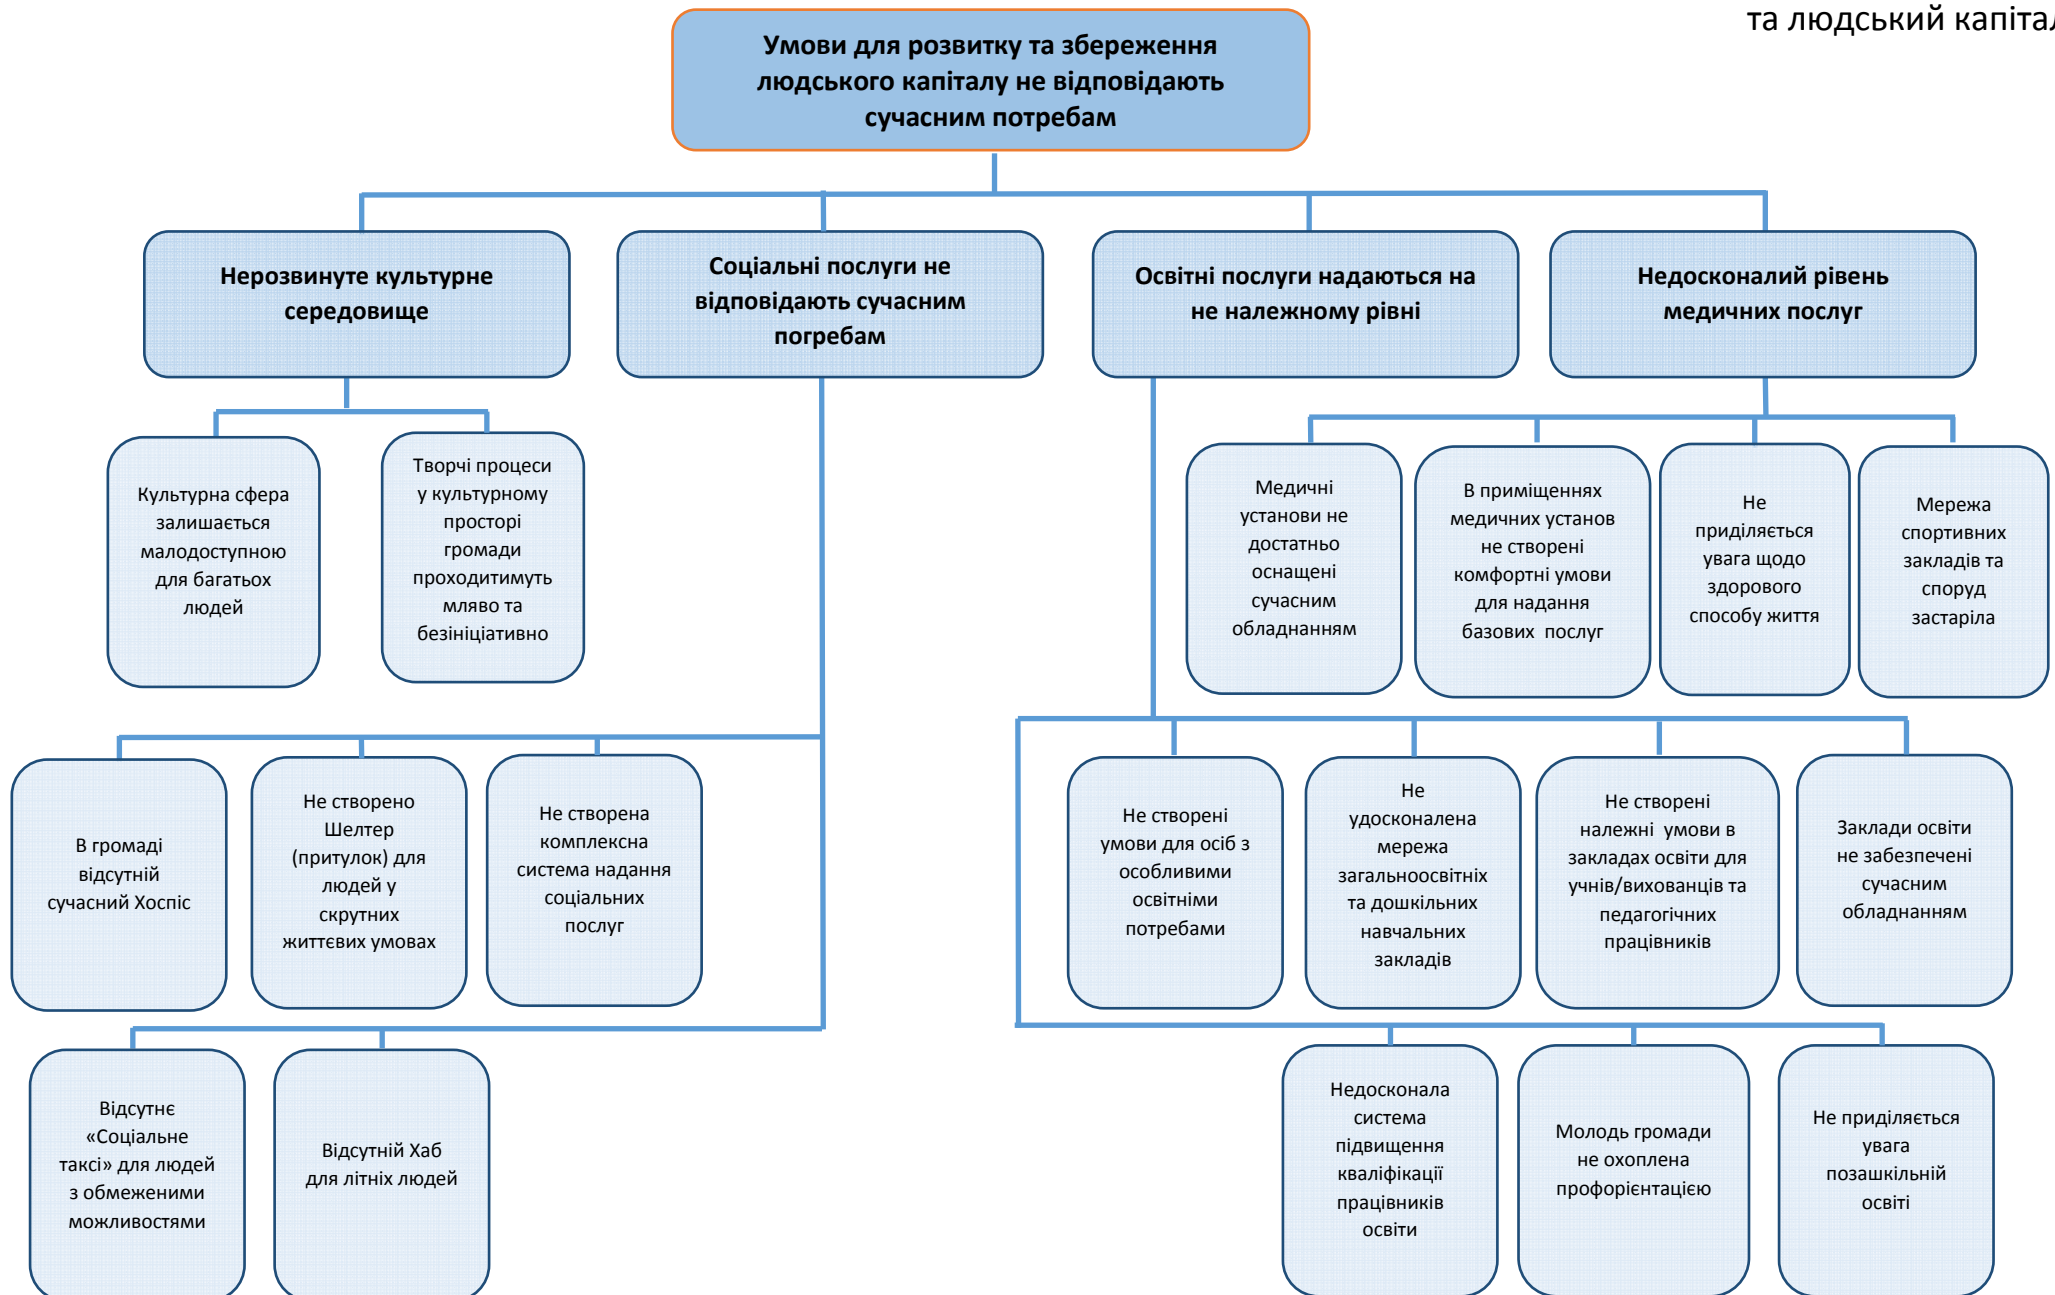 та людський капітал
Умови для розвитку та збереження
людського капіталу не відповідають
сучасним потребам
Нерозвинуте культурне
середовище
Соціальні послуги не
відповідають сучасним
погребам
Освітні послуги надаються на
не належному рівні
Недосконалий рівень
медичних послуг
Культурна сфера
залишається
малодоступною
для багатьох
людей
Творчі процеси
у культурному
просторі
громади
проходитимуть
мляво та
безініціативно
Медичні
установи не
достатньо
оснащені
сучасним
обладнанням
В приміщеннях
медичних установ
не створені
комфортні умови
для надання
базових послуг
Не
приділяється
увага щодо
здорового
способу життя
Мережа
спортивних
закладів та
споруд
застаріла
В громаді
відсутній
сучасний Хоспіс
Не створено
Шелтер
(притулок) для
людей у
скрутних
життєвих умовах
Не створена
комплексна
система надання
соціальних
послуг
Не створені
умови для осіб з
особливими
освітніми
потребами
Не
удосконалена
мережа
загальноосвітніх
та дошкільних
навчальних
закладів
Не створені
належні умови в
закладах освіти для
учнів/вихованців та
педагогічних
працівників
Заклади освіти
не забезпечені
сучасним
обладнанням
Відсутнє
«Соціальне
таксі» для людей
з обмеженими
можливостями
Відсутній Хаб
для літніх людей
Недосконала
система
підвищення
кваліфікації
працівників
освіти
Молодь громади
не охоплена
профорієнтацією
Не приділяється
увага
позашкільній
освіті